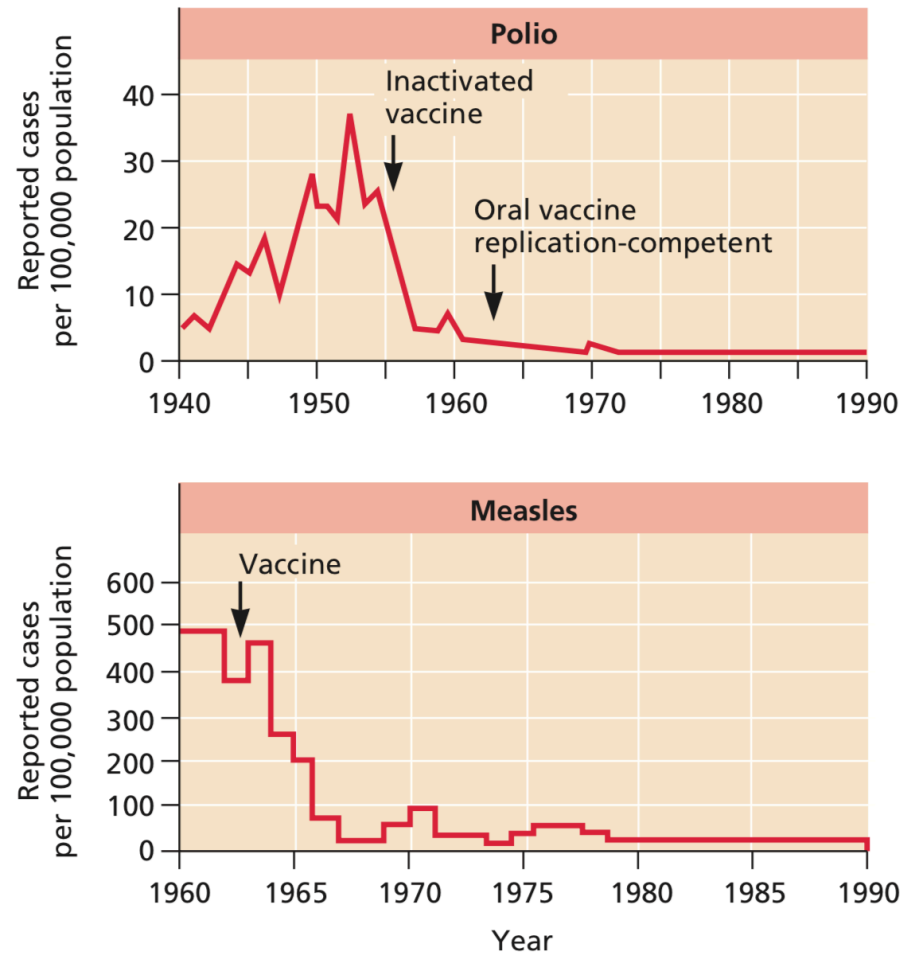 Polio
Reported cases
per 100,000 population
40
30
20
10
0
Inactivated
vaccine
Oral vaccine
replication-competent
1940 1950 1960 1970 1980 1990
Measles
Reported cases
per 100,000 population
600
500
400
300
200
100
0
Vaccine
1960 1965 1970 1975 1980 1985 1990
Year